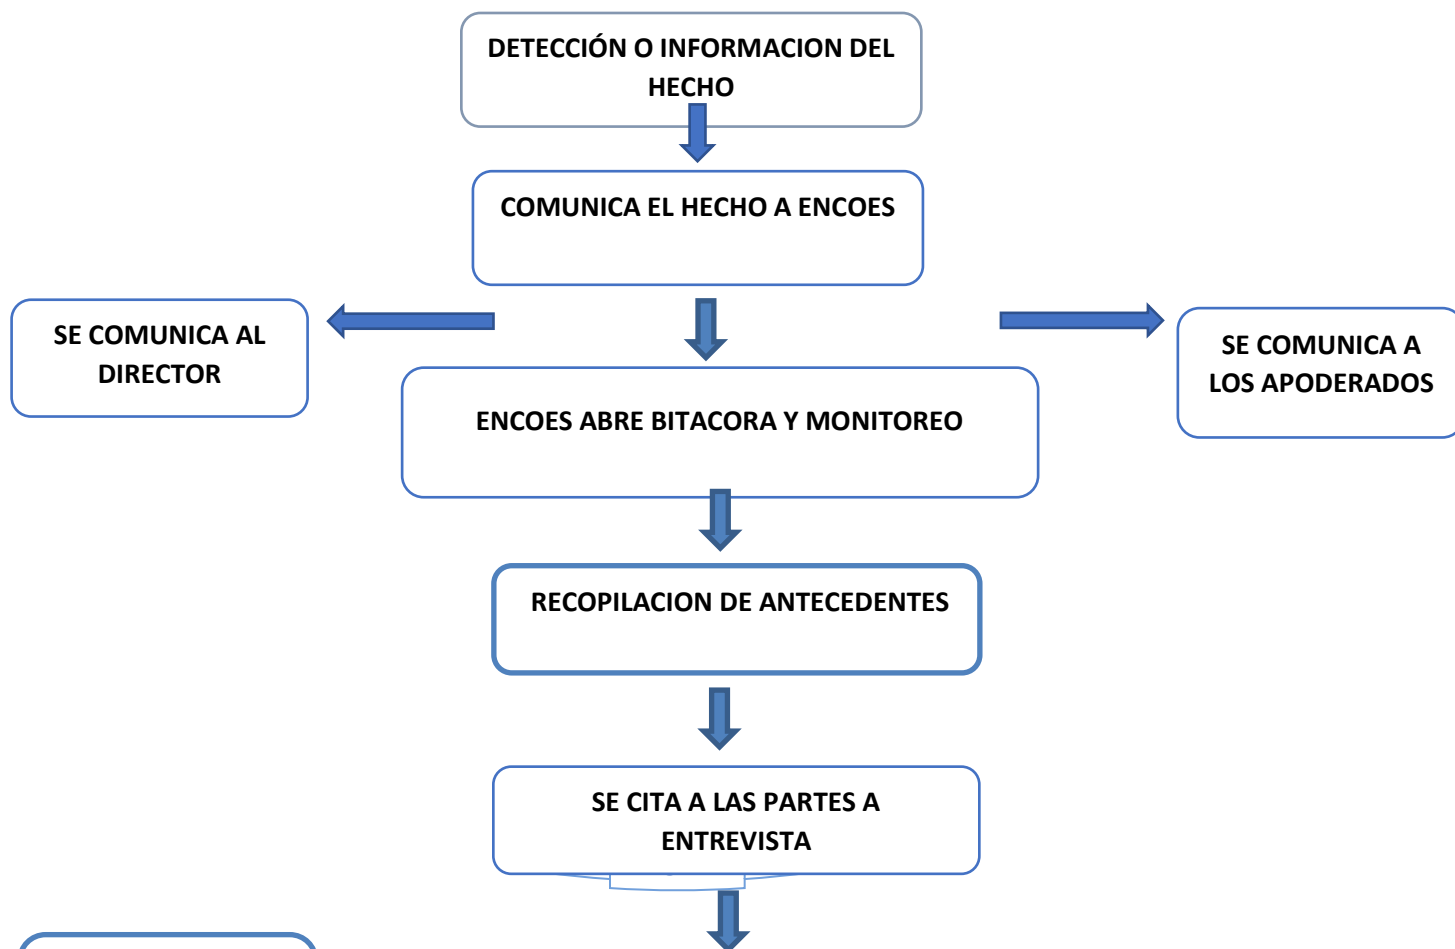 DETECCIÓN O INFORMACION DEL
HECHO
COMUNICA EL HECHO A ENCOES
SE COMUNICA AL
DIRECTOR
SE COMUNICA A
LOS APODERADOS
ENCOES ABRE BITACORA Y MONITOREO
RECOPILACION DE ANTECEDENTES
SE CITA A LAS PARTES A
ENTREVISTA